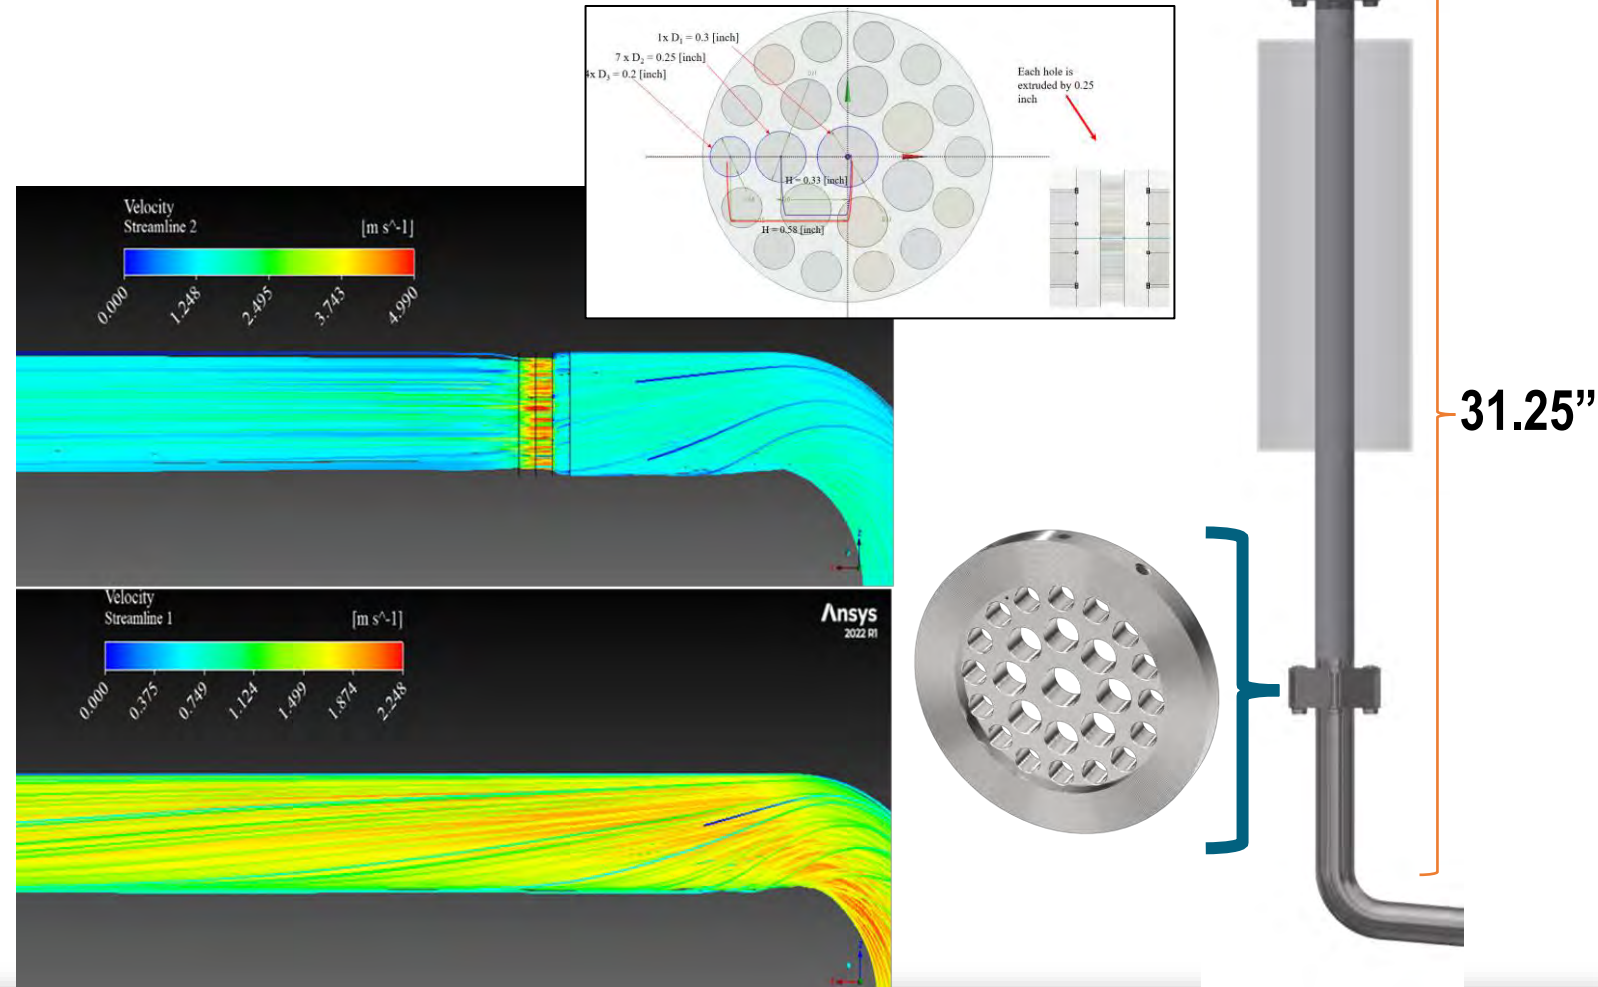 1x D₁ = 0.3 [inch]
7 x D₂ = 0.25 [inch]
4x D₃ = 0.2 [inch]
Each hole is
extruded by 0.25
inch
H = 0.33 [inch]
H = 0.58 [inch]
Velocity
Streamline 2
[m s^-1]
0.000
1.248
2.495
3.743
4.990
31.25”
Velocity
Streamline 1
[m s^-1]
0.000
0.375
0.749
1.124
1.499
1.874
2.248
Ansys
2022 R1